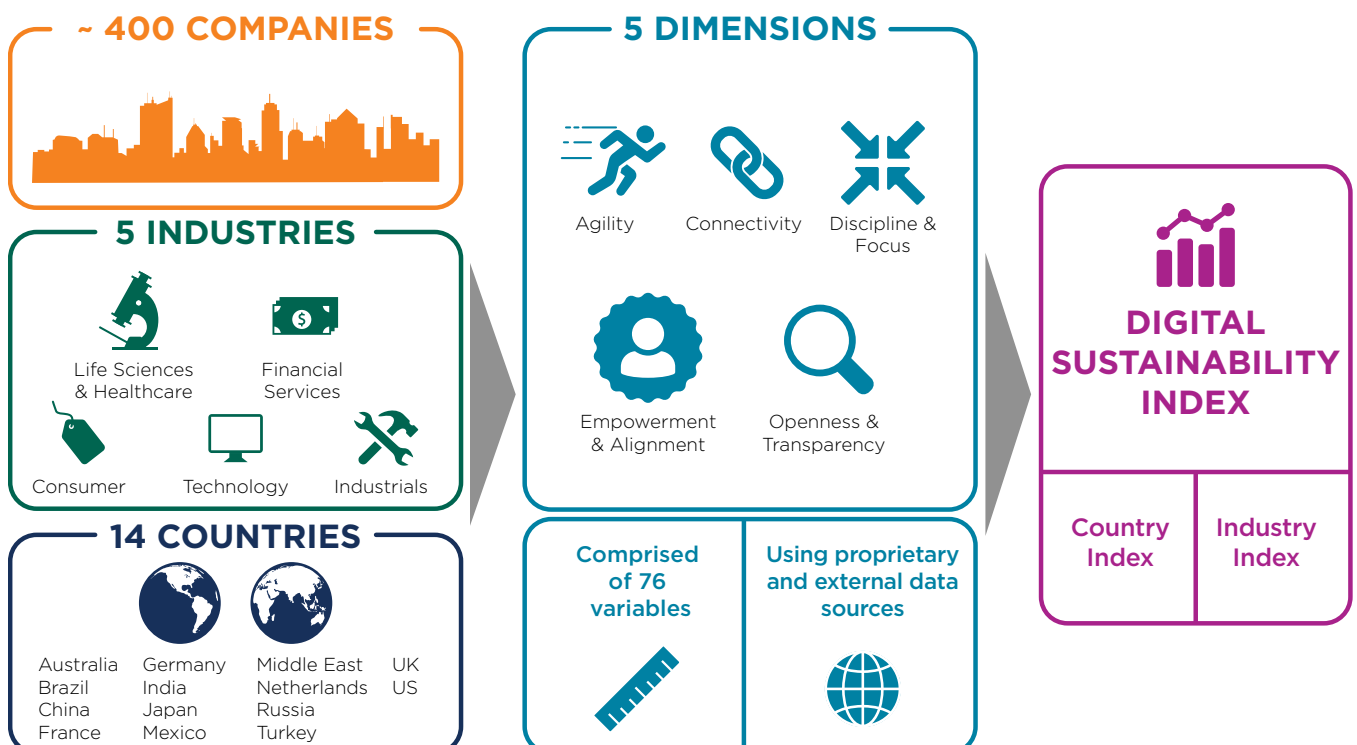 ~ 400 COMPANIES
5 INDUSTRIES
Life Sciences
& Healthcare
Financial
Services
Consumer
Technology
Industrials
14 COUNTRIES
Australia
Brazil
China
France
Germany
India
Japan
Mexico
Middle East
Netherlands
Russia
Turkey
UK
US
5 DIMENSIONS
Agility
Connectivity
Discipline &
Focus
Empowerment
& Alignment
Openness &
Transparency
Comprised
of 76
variables
Using proprietary
and external data
sources
DIGITAL
SUSTAINABILITY
INDEX
Country
Index
Industry
Index